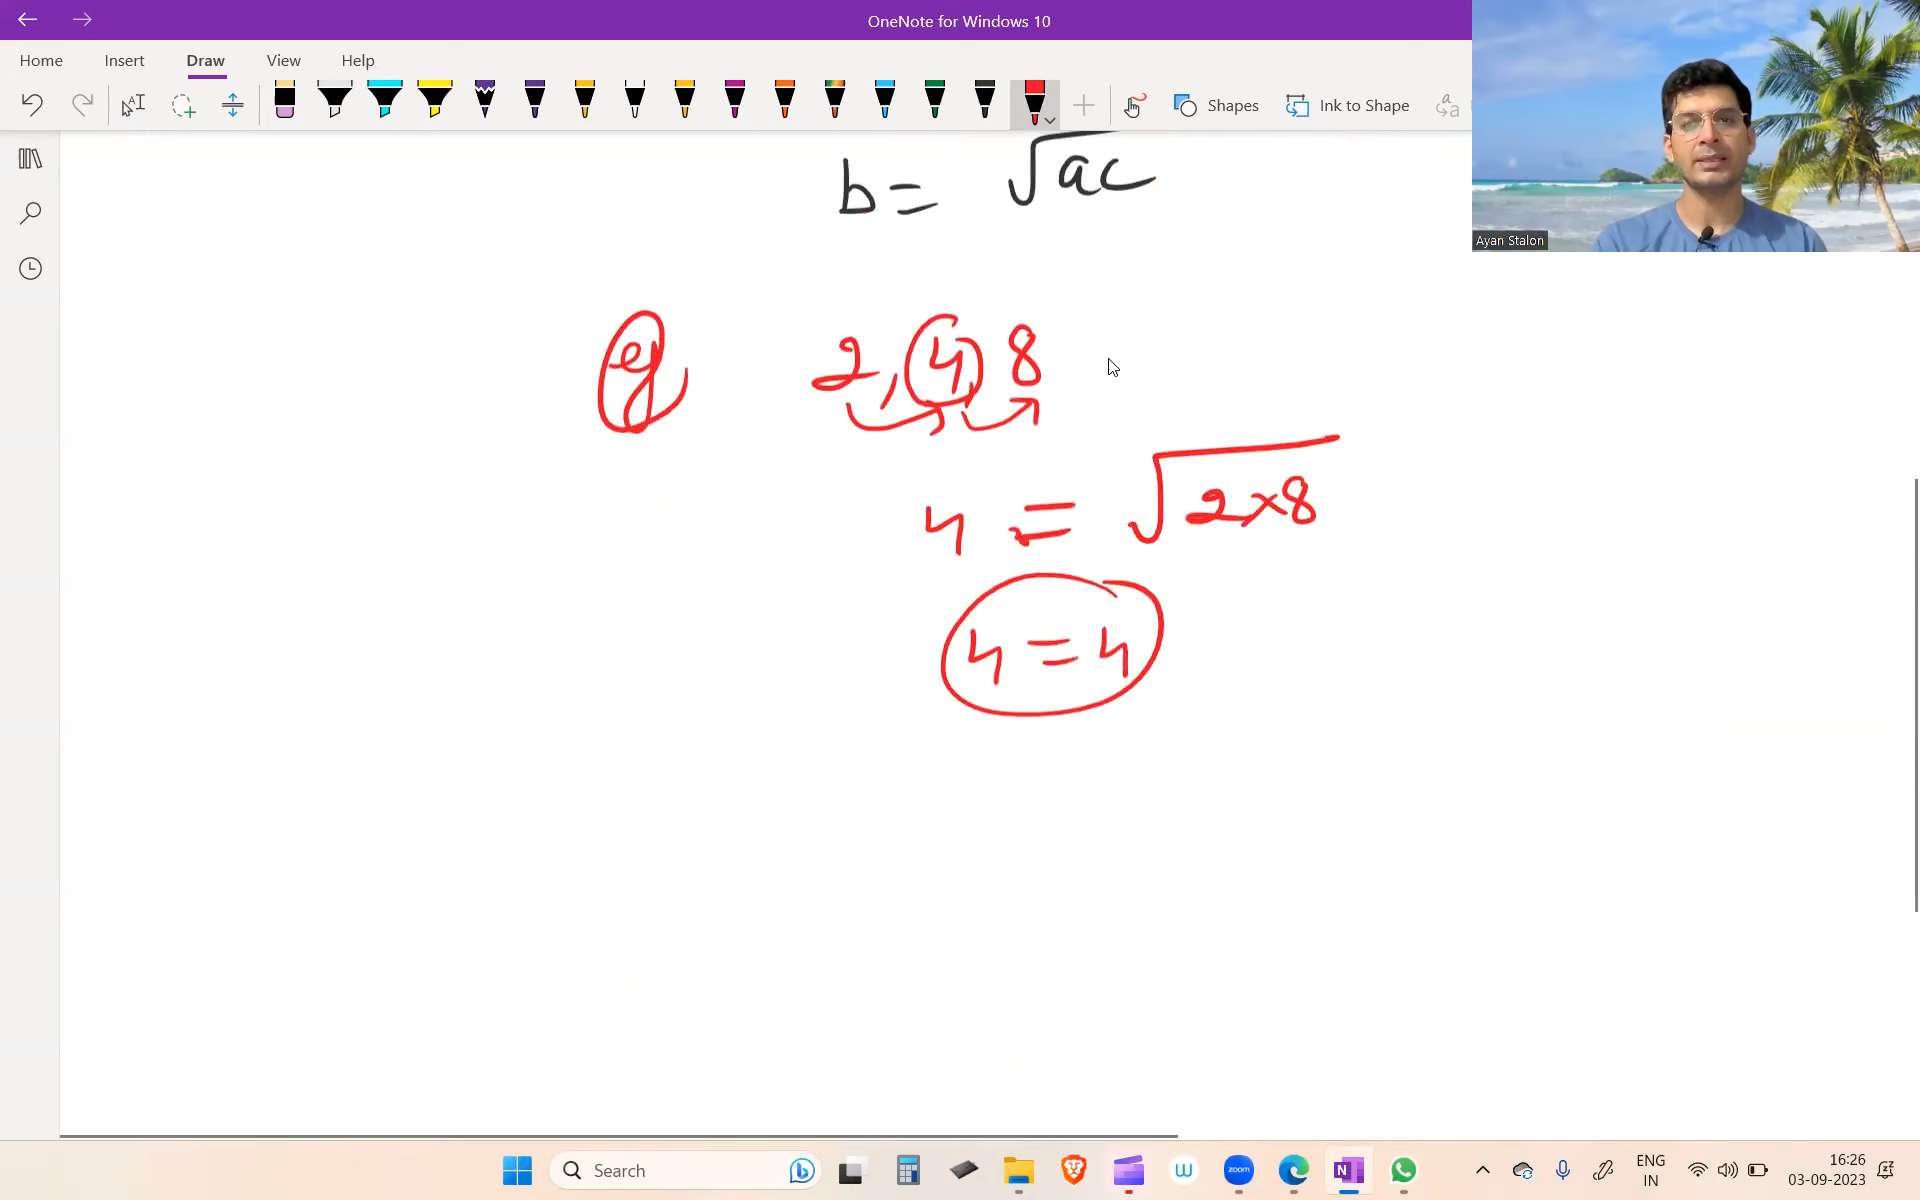 OneNote for Windows 10
Home Insert Draw View Help
Shapes Ink to Shape
b = √ac
Ayan Stalon
eg 2, 4, 8
4 = √2×8
4 = 4
Search
zoom
ENG
IN
16:26
03-09-2023